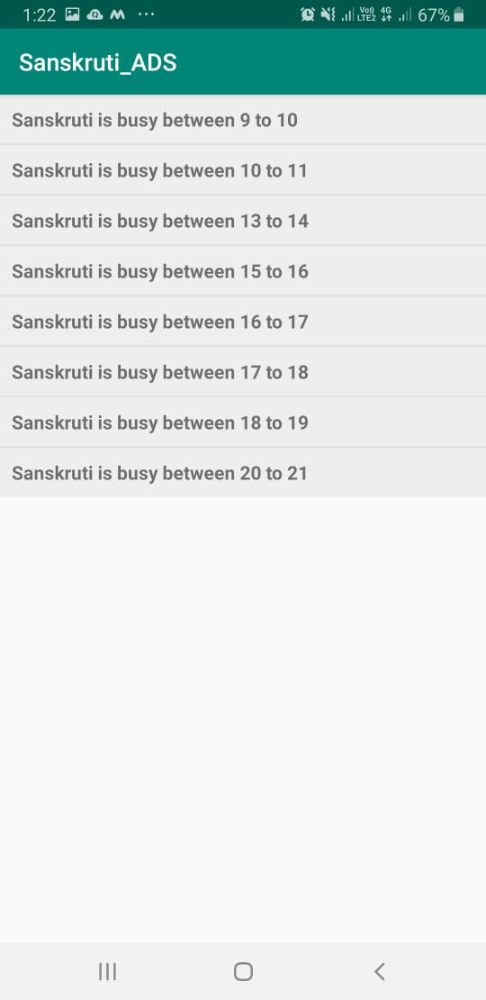 1:22 ... Vo)) LTE2 4G 67%
Sanskruti_ADS
Sanskruti is busy between 9 to 10
Sanskruti is busy between 10 to 11
Sanskruti is busy between 13 to 14
Sanskruti is busy between 15 to 16
Sanskruti is busy between 16 to 17
Sanskruti is busy between 17 to 18
Sanskruti is busy between 18 to 19
Sanskruti is busy between 20 to 21